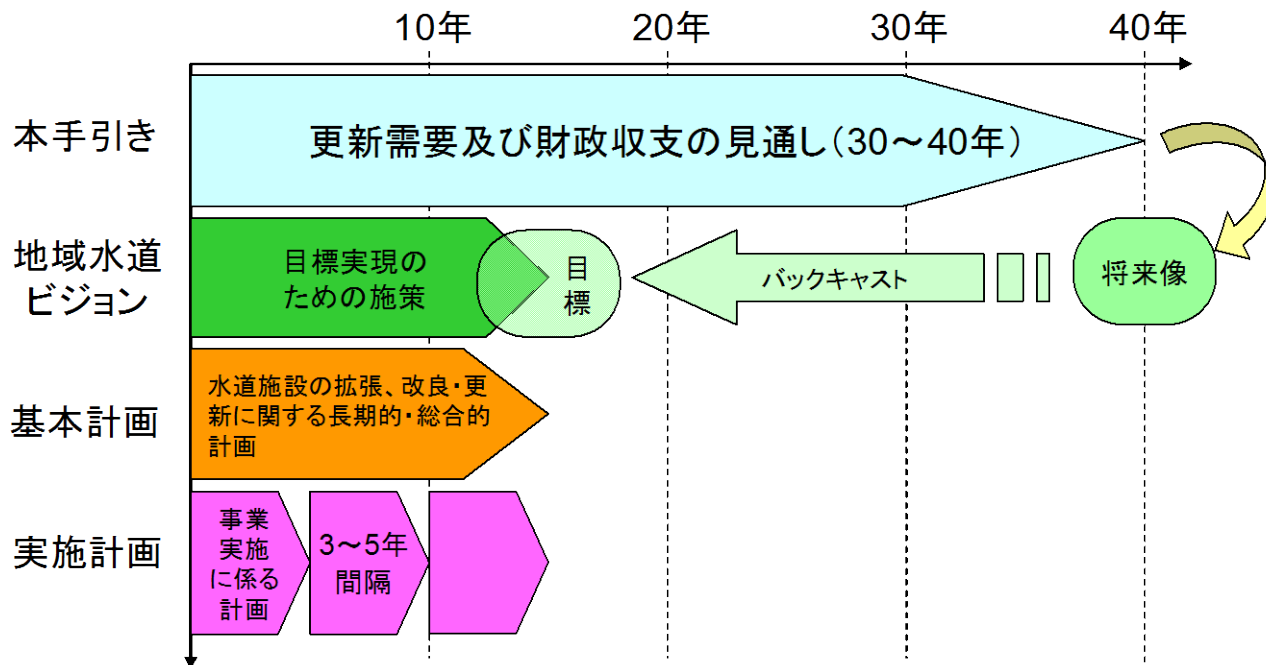 10年
20年
30年
40年
本手引き
更新需要及び財政収支の見通し(30～40年)
地域水道
ビジョン
目標実現の
ための施策
目
標
バックキャスト
将来像
基本計画
水道施設の拡張、改良・更
新に関する長期的・総合的
計画
実施計画
事業
実施
に係る
計画
3～5年
間隔